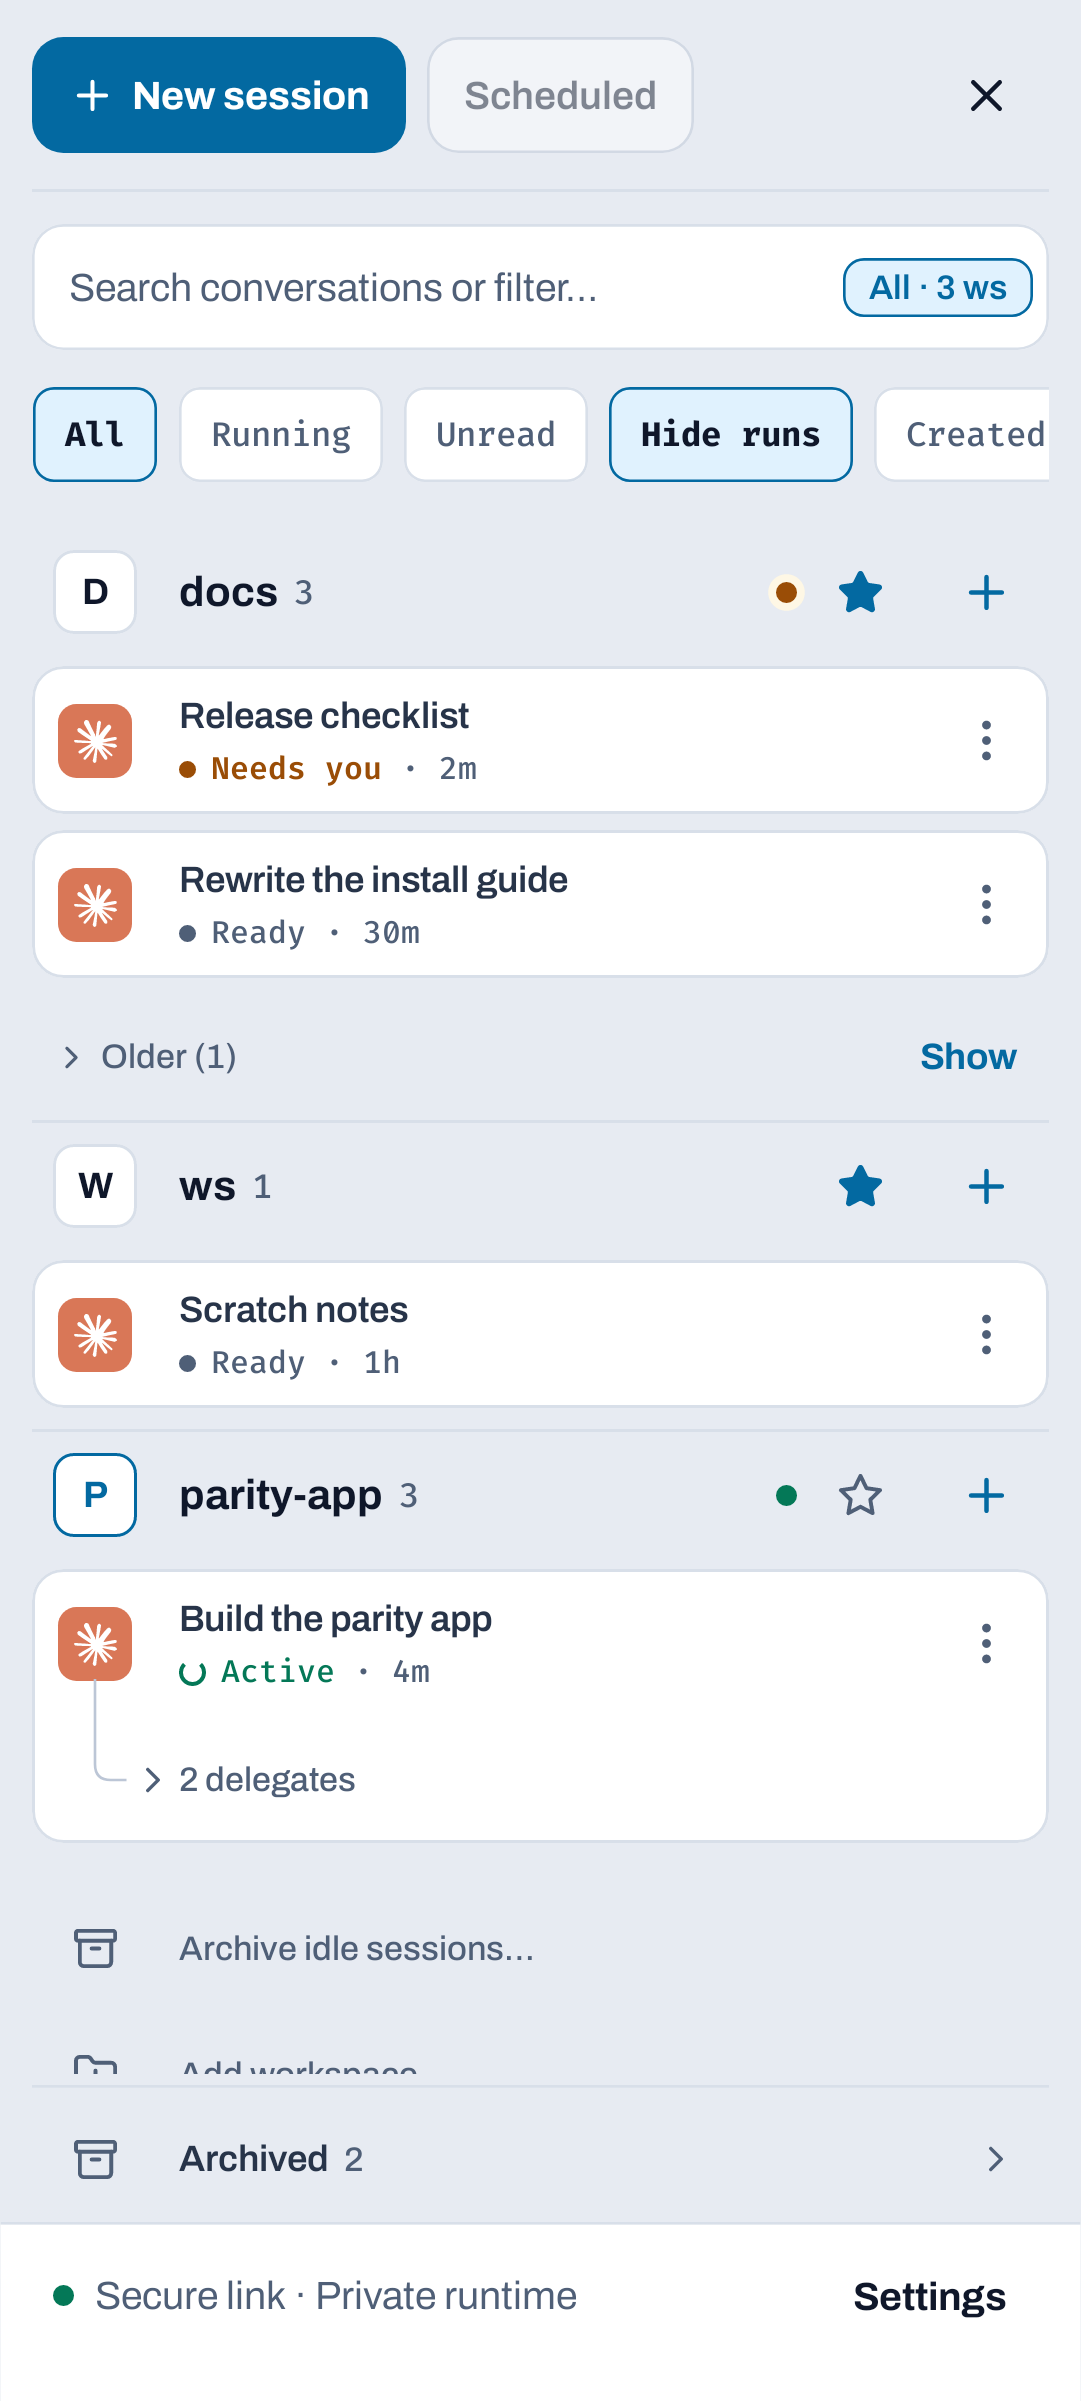 New session
Scheduled
Search conversations or filter...
All · 3 ws
All
Running
Unread
Hide runs
Created
D
docs 3
Release checklist
Needs you · 2m
Rewrite the install guide
Ready · 30m
Older (1)
Show
W
ws 1
Scratch notes
Ready · 1h
P
parity-app 3
Build the parity app
Active · 4m
2 delegates
Archive idle sessions...
Add workspace
Archived 2
Secure link · Private runtime
Settings